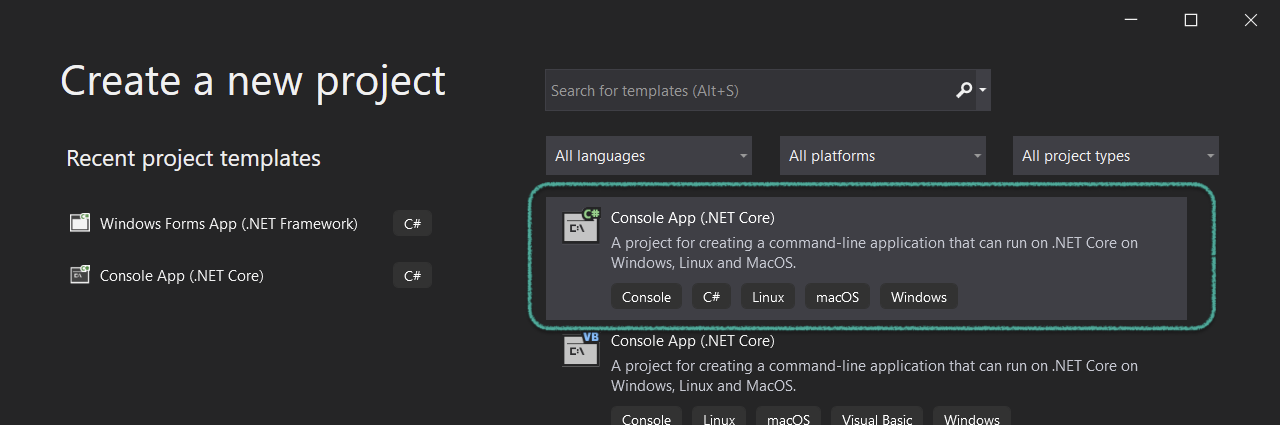 Create a new project
Search for templates (Alt+S)
Recent project templates
All languages
All platforms
All project types
Windows Forms App (.NET Framework)
C#
Console App (.NET Core)
C#
C#
C:\
Console App (.NET Core)
A project for creating a command-line application that can run on .NET Core on
Windows, Linux and MacOS.
Console
C#
Linux
macOS
Windows
VB
C:\
Console App (.NET Core)
A project for creating a command-line application that can run on .NET Core on
Windows, Linux and MacOS.
Console
Linux
macOS
Visual Basic
Windows